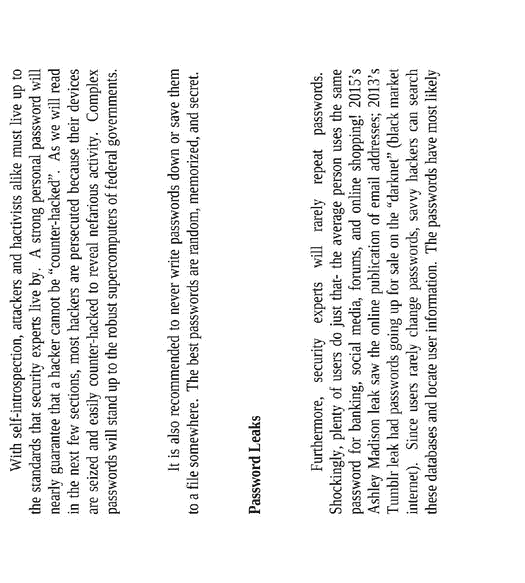 With self-introspection, attackers and hactivists alike must live up to
the standards that security experts live by. A strong personal password will
nearly guarantee that a hacker cannot be “counter-hacked”. As we will read
in the next few sections, most hackers are persecuted because their devices
are seized and easily counter-hacked to reveal nefarious activity. Complex
passwords will stand up to the robust supercomputers of federal governments.
It is also recommended to never write passwords down or save them
to a file somewhere. The best passwords are random, memorized, and secret.
Password Leaks
Furthermore, security experts will rarely repeat passwords.
Shockingly, plenty of users do just that- the average person uses the same
password for banking, social media, forums, and online shopping! 2015’s
Ashley Madison leak saw the online publication of email addresses; 2013’s
Tumblr leak had passwords going up for sale on the “darknet” (black market
internet). Since users rarely change passwords, savvy hackers can search
these databases and locate user information. The passwords have most likely